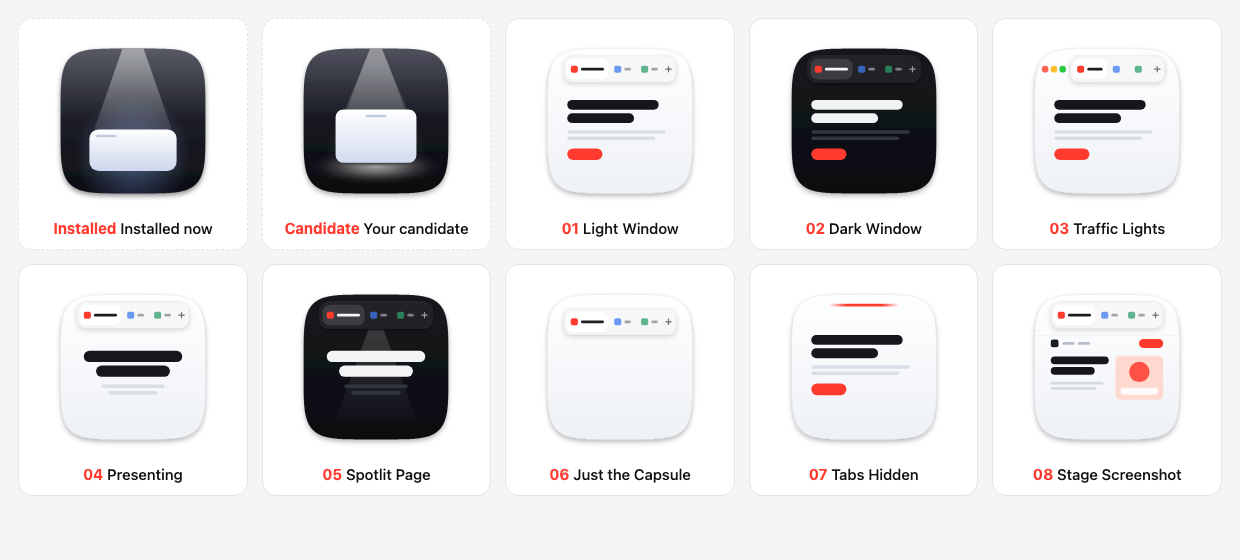 Installed Installed now
Candidate Your candidate
01 Light Window
02 Dark Window
03 Traffic Lights
04 Presenting
05 Spotlit Page
06 Just the Capsule
07 Tabs Hidden
08 Stage Screenshot